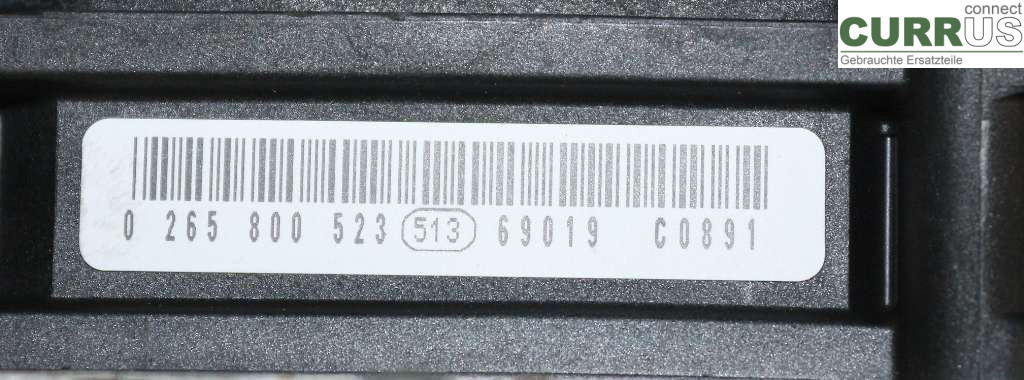 connect
CURRUS
Gebrauchte Ersatzteile
0 265 800 523 513 69019 C0891